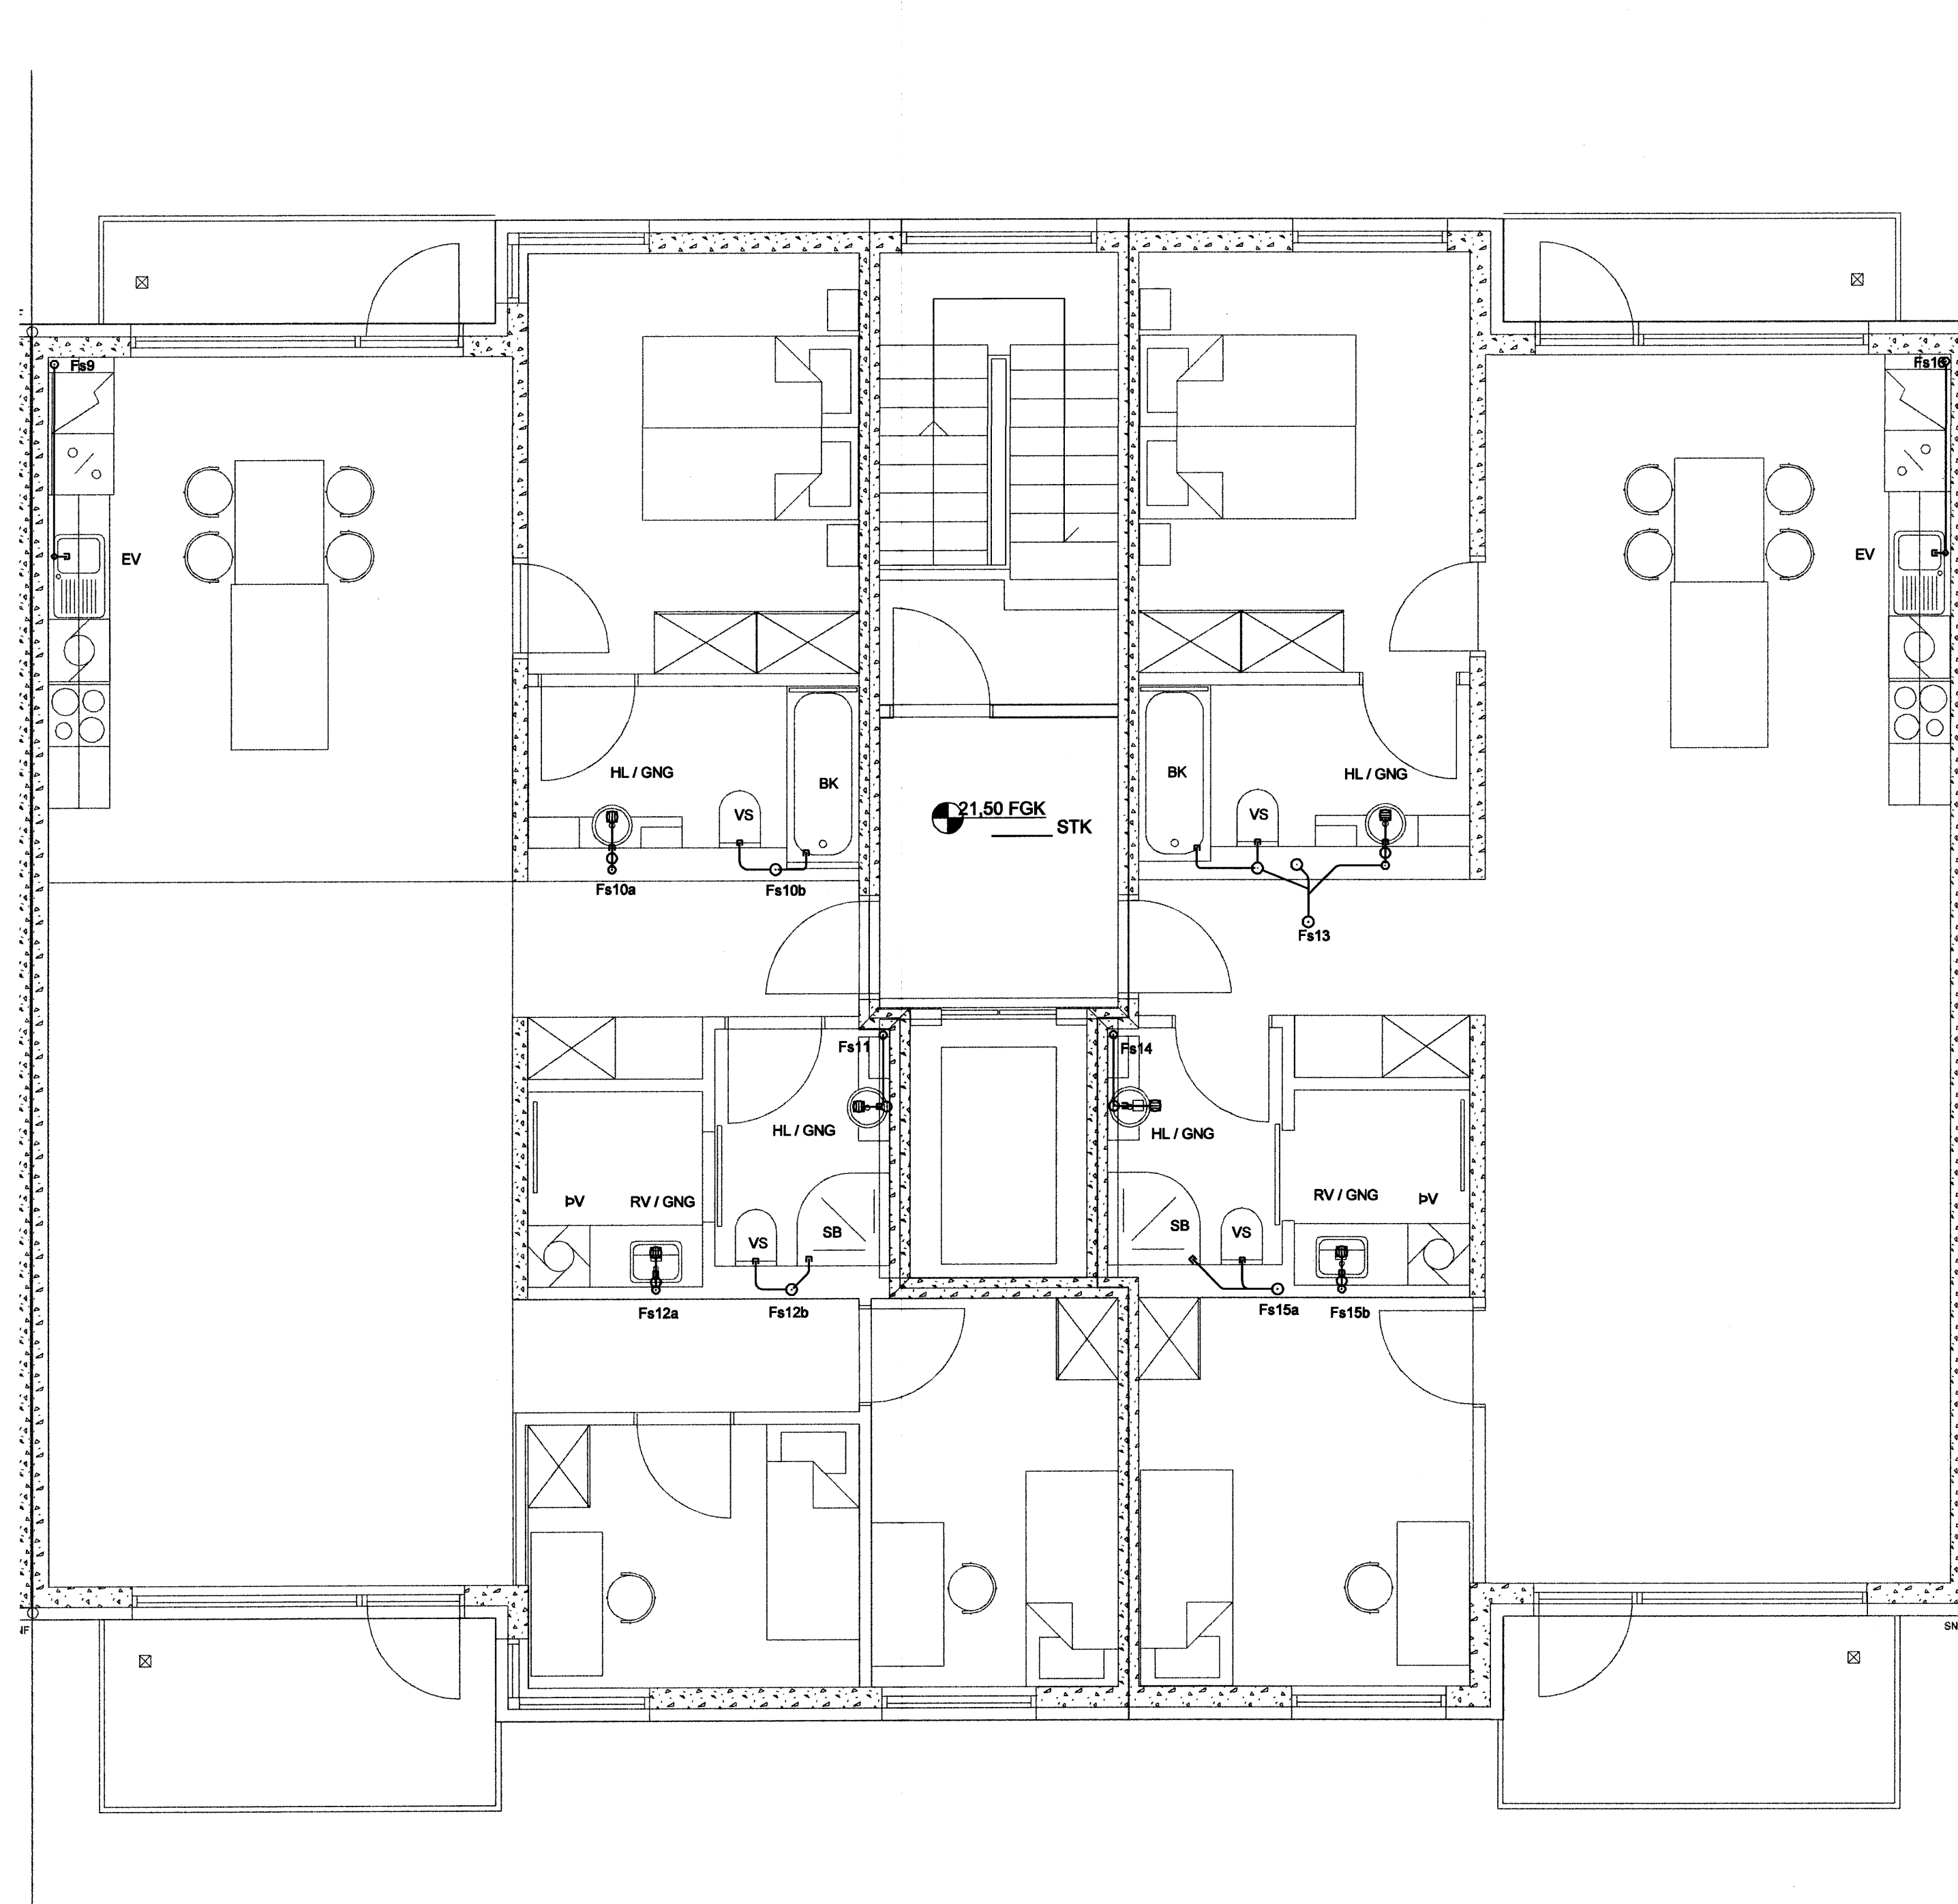 Fs9
Fs16
EV
EV
HL / GNG
BK
VS
BK
VS
HL / GNG
21,50 FGK
STK
Fs10a
Fs10b
Fs13
Fs11
Fs14
HL / GNG
HL / GNG
ÞV
RV / GNG
SB
VS
SB
VS
RV / GNG
ÞV
Fs12a
Fs12b
Fs15a
Fs15b
SN